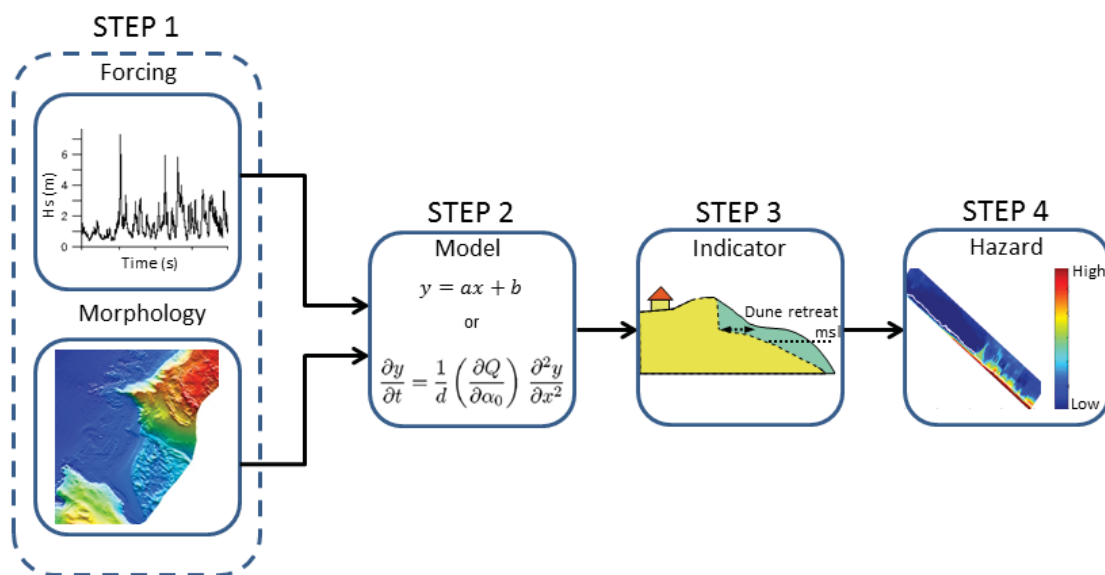 STEP 1
Forcing
Hs (m)
6
4
2
0
Time (s)
Morphology
STEP 2
Model
y = ax + b
or
∂y/∂t = 1/d (∂Q/∂α₀) ∂²y/∂x²
STEP 3
Indicator
Dune retreat
msl
STEP 4
Hazard
High
Low